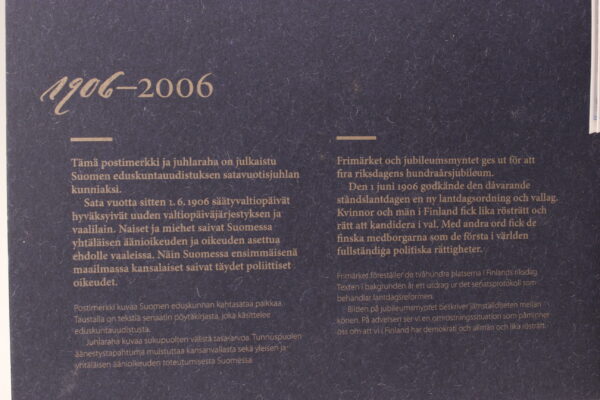 1906–2006
Tämä postimerkki ja juhlaraha on julkaistu
Suomen eduskuntauudistuksen satavuotisjuhlan
kunniaksi.
Sata vuotta sitten 1. 6. 1906 säätyvaltiopäivät
hyväksyivät uuden valtiopäiväjärjestyksen ja
vaalilain. Naiset ja miehet saivat Suomessa
yhtäläisen äänioikeuden ja oikeuden asettua
ehdolle vaaleissa. Näin Suomessa ensimmäisenä
maailmassa kansalaiset saivat täydet poliittiset
oikeudet.
Postimerkki kuvaa Suomen eduskunnan kahtasataa paikkaa.
Taustalla on tekstiä senaatin pöytäkirjasta, joka käsittelee
eduskuntauudistusta.
Juhlaraha kuvaa sukupuolten välistä tasa-arvoa. Tunnuspuolen
äänestystapahtuma muistuttaa kansanvallasta sekä yleisen ja
yhtäläisen äänioikeuden toteutumisesta Suomessa.
Frimärket och jubileumsmyntet ges ut för att
fira riksdagens hundraårsjubileum.
Den 1 juni 1906 godkände den dåvarande
ståndslantdagen en ny lantdagsordning och vallag.
Kvinnor och män i Finland fick lika rösträtt och
rätt att kandidera i val. Med andra ord fick de
finska medborgarna som de första i världen
fullständiga politiska rättigheter.
Frimärket föreställer de tvåhundra platserna i Finlands riksdag.
Texten i bakgrunden är ett utdrag ur det senatsprotokoll som
behandlar lantdagsreformen.
Bilden på jubileumsmyntet beskriver jämställdheten mellan
könen. På adversen ser vi en omröstningssituation som påminner
oss om att vi i Finland har demokrati och allmän och lika rösträtt.